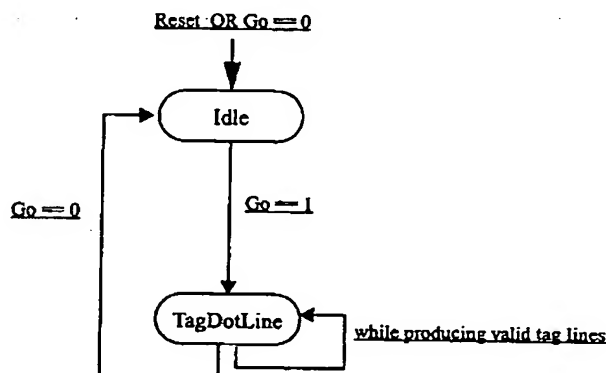 Reset OR Go == 0
Idle
Go == 0
Go == 1
TagDotLine
while producing valid tag lines